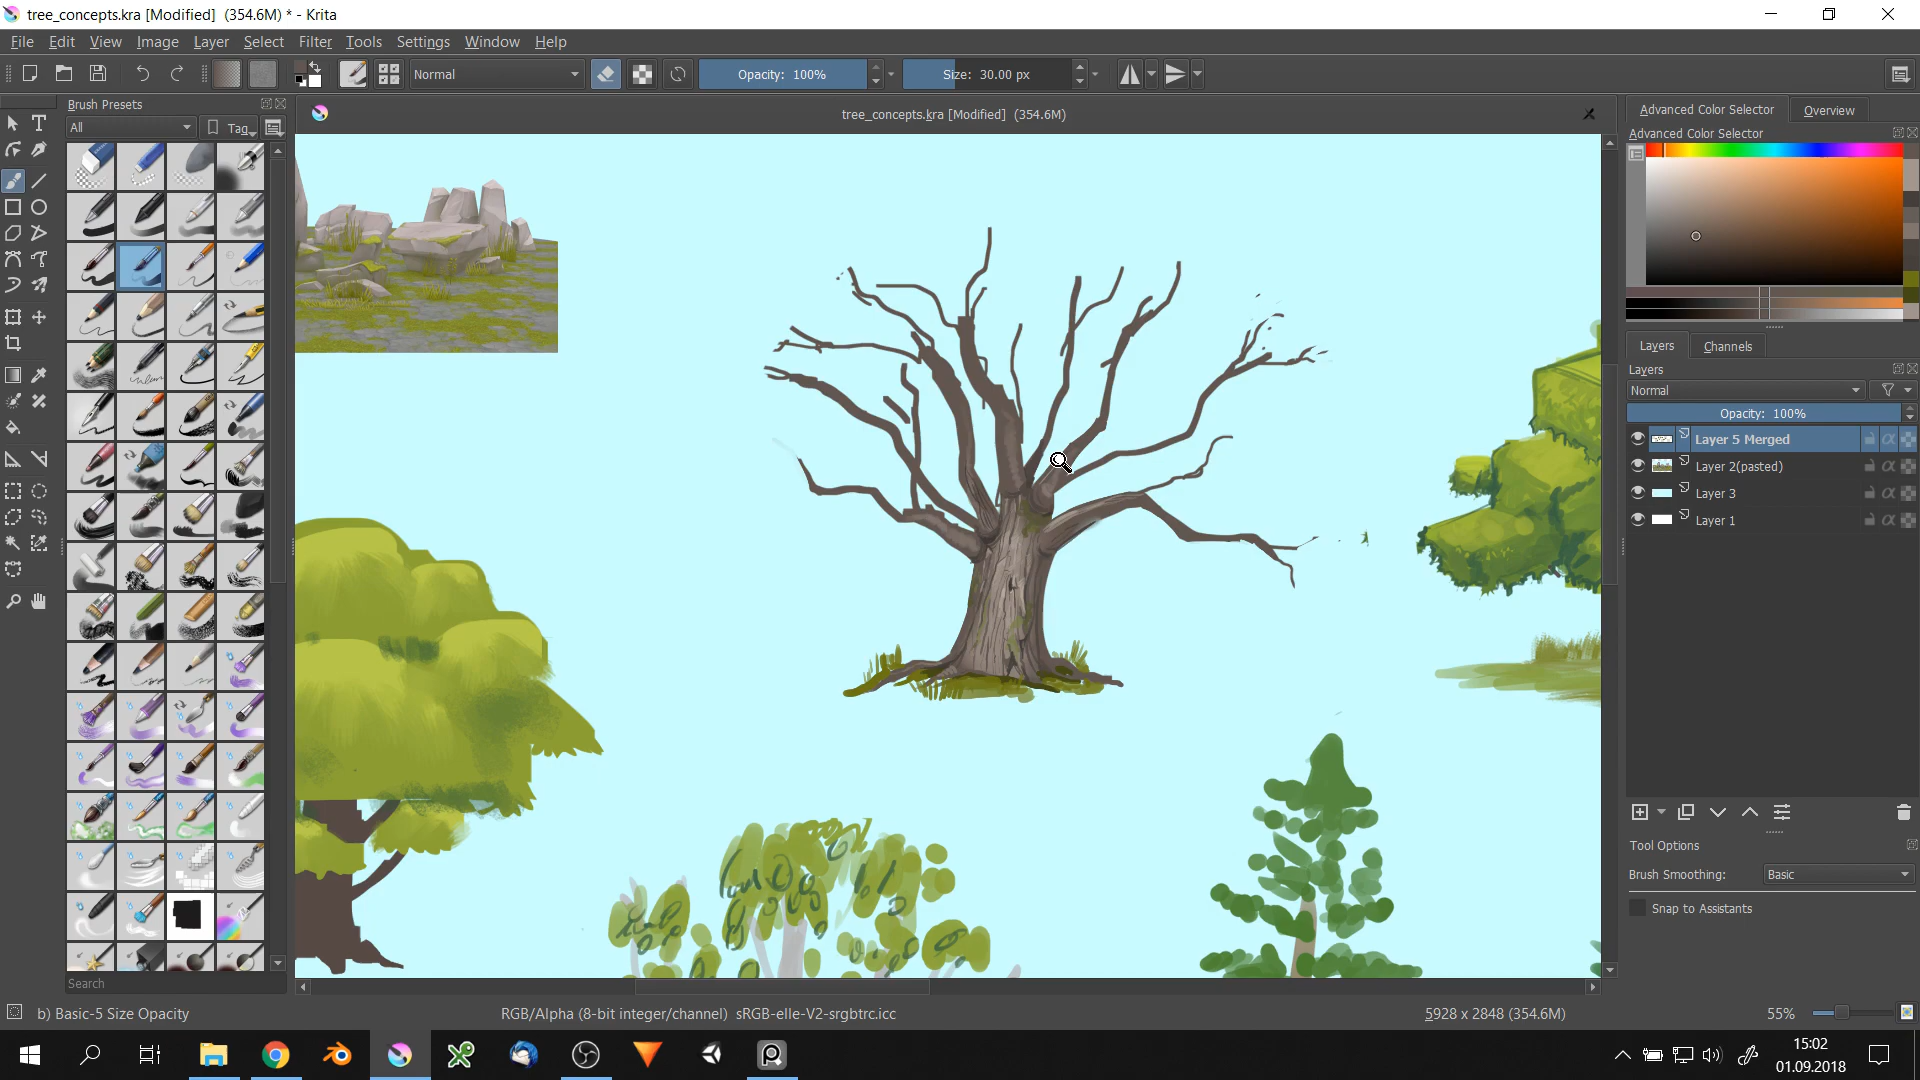 tree_concepts.kra [Modified]  (354.6M) * - Krita
File Edit View Image Layer Select Filter Tools Settings Window Help
Normal
Opacity: 100%
Size: 30.00 px
Brush Presets
All
Tag
tree_concepts.kra [Modified]  (354.6M)
Advanced Color Selector
Overview
Advanced Color Selector
Layers
Channels
Layers
Normal
Opacity: 100%
Layer 5 Merged
Layer 2(pasted)
Layer 3
Layer 1
Tool Options
Brush Smoothing:
Basic
Snap to Assistants
Search
b) Basic-5 Size Opacity
RGB/Alpha (8-bit integer/channel)  sRGB-elle-V2-srgbtrc.icc
5928 x 2848 (354.6M)
55%
15:02
01.09.2018